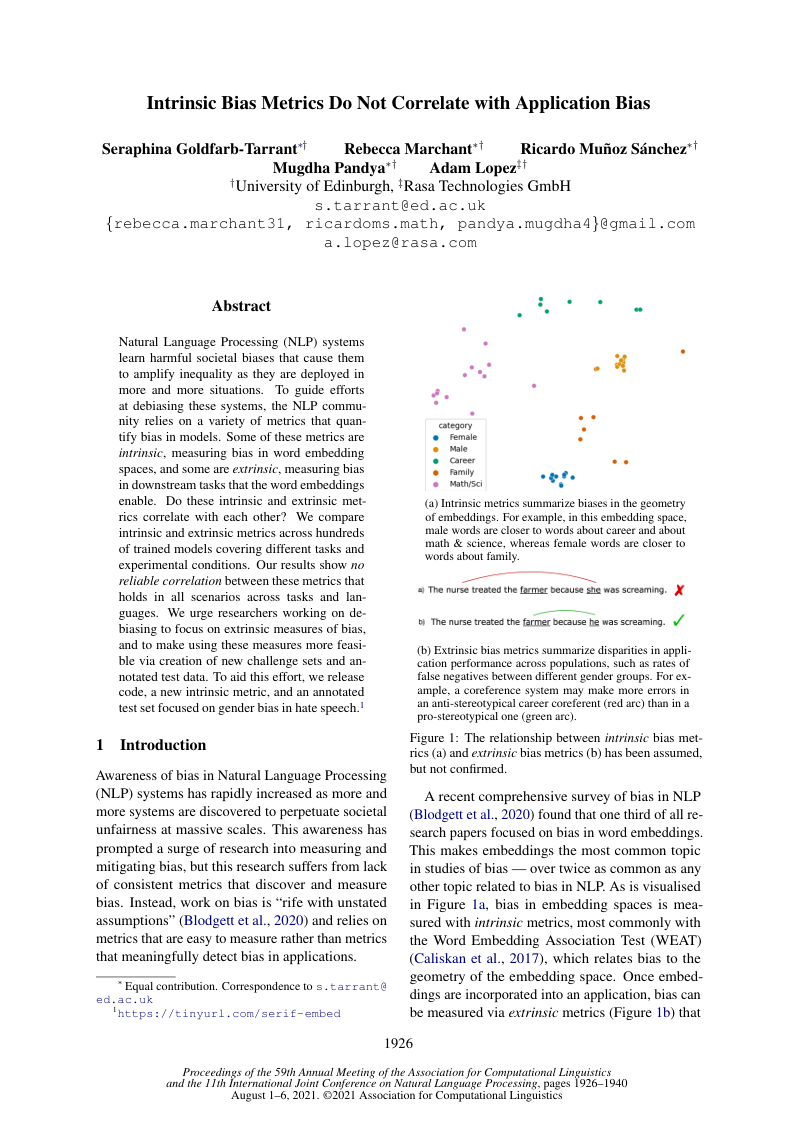 Intrinsic Bias Metrics Do Not Correlate with Application Bias
Seraphina Goldfarb-Tarrant*† Rebecca Marchant*† Ricardo Muñoz Sánchez*†
Mugdha Pandya*† Adam Lopez‡†
†University of Edinburgh, ‡Rasa Technologies GmbH
s.tarrant@ed.ac.uk
{rebecca.marchant31, ricardoms.math, pandya.mugdha4}@gmail.com
a.lopez@rasa.com
Abstract
Natural Language Processing (NLP) systems
learn harmful societal biases that cause them
to amplify inequality as they are deployed in
more and more situations. To guide efforts
at debiasing these systems, the NLP commu-
nity relies on a variety of metrics that quan-
tify bias in models. Some of these metrics are
intrinsic, measuring bias in word embedding
spaces, and some are extrinsic, measuring bias
in downstream tasks that the word embeddings
enable. Do these intrinsic and extrinsic met-
rics correlate with each other? We compare
intrinsic and extrinsic metrics across hundreds
of trained models covering different tasks and
experimental conditions. Our results show no
reliable correlation between these metrics that
holds in all scenarios across tasks and lan-
guages. We urge researchers working on de-
biasing to focus on extrinsic measures of bias,
and to make using these measures more feasi-
ble via creation of new challenge sets and an-
notated test data. To aid this effort, we release
code, a new intrinsic metric, and an annotated
test set focused on gender bias in hate speech.1
1 Introduction
Awareness of bias in Natural Language Processing
(NLP) systems has rapidly increased as more and
more systems are discovered to perpetuate societal
unfairness at massive scales. This awareness has
prompted a surge of research into measuring and
mitigating bias, but this research suffers from lack
of consistent metrics that discover and measure
bias. Instead, work on bias is “rife with unstated
assumptions” (Blodgett et al., 2020) and relies on
metrics that are easy to measure rather than metrics
that meaningfully detect bias in applications.
* Equal contribution. Correspondence to s.tarrant@
ed.ac.uk
1https://tinyurl.com/serif-embed
category
Female
Male
Career
Family
Math/Sci
(a) Intrinsic metrics summarize biases in the geometry
of embeddings. For example, in this embedding space,
male words are closer to words about career and about
math & science, whereas female words are closer to
words about family.
a) The nurse treated the farmer because she was screaming. ✗
b) The nurse treated the farmer because he was screaming. ✓
(b) Extrinsic bias metrics summarize disparities in appli-
cation performance across populations, such as rates of
false negatives between different gender groups. For ex-
ample, a coreference system may make more errors in
an anti-stereotypical career coreferent (red arc) than in a
pro-stereotypical one (green arc).
Figure 1: The relationship between intrinsic bias met-
rics (a) and extrinsic bias metrics (b) has been assumed,
but not confirmed.
A recent comprehensive survey of bias in NLP
(Blodgett et al., 2020) found that one third of all re-
search papers focused on bias in word embeddings.
This makes embeddings the most common topic
in studies of bias — over twice as common as any
other topic related to bias in NLP. As is visualised
in Figure 1a, bias in embedding spaces is mea-
sured with intrinsic metrics, most commonly with
the Word Embedding Association Test (WEAT)
(Caliskan et al., 2017), which relates bias to the
geometry of the embedding space. Once embed-
dings are incorporated into an application, bias can
be measured via extrinsic metrics (Figure 1b) that
1926
Proceedings of the 59th Annual Meeting of the Association for Computational Linguistics
and the 11th International Joint Conference on Natural Language Processing, pages 1926–1940
August 1–6, 2021. ©2021 Association for Computational Linguistics